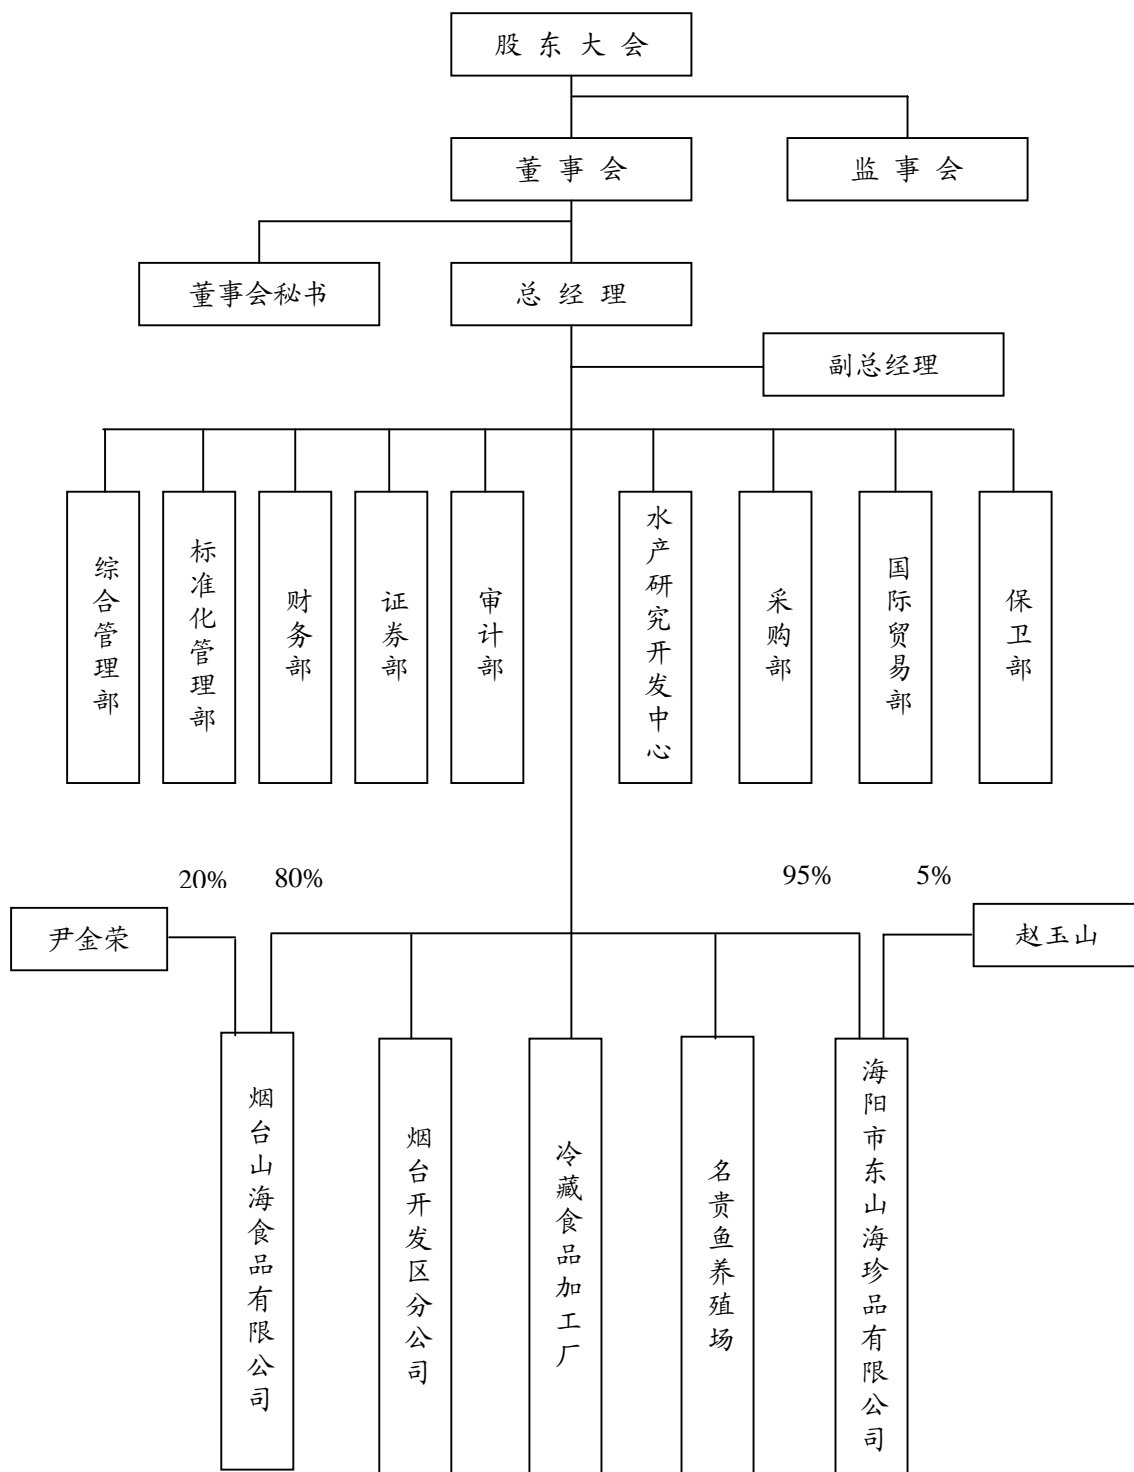 股东大会
董事会
监事会
董事会秘书
总经理
副总经理
综合管理部
标准化管理部
财务部
证券部
审计部
水产研究开发中心
采购部
国际贸易部
保卫部
20%
80%
95%
5%
尹金荣
赵玉山
烟台山海食品有限公司
烟台开发区分公司
冷藏食品加工厂
名贵鱼养殖场
海阳市东山海珍品有限公司